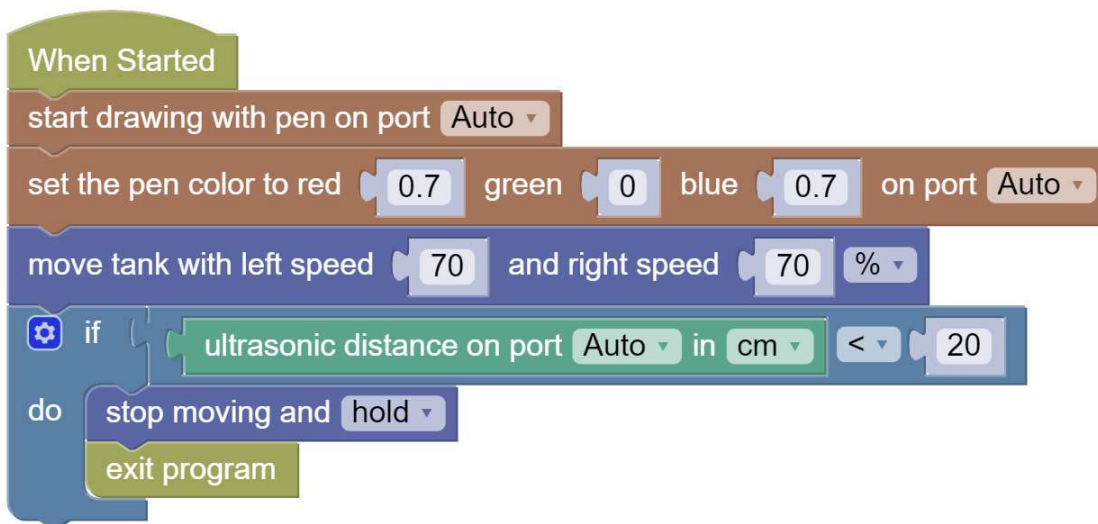 When Started
start drawing with pen on port Auto
set the pen color to red 0.7 green 0 blue 0.7 on port Auto
move tank with left speed 70 and right speed 70 %
if ultrasonic distance on port Auto in cm < 20
do stop moving and hold
exit program